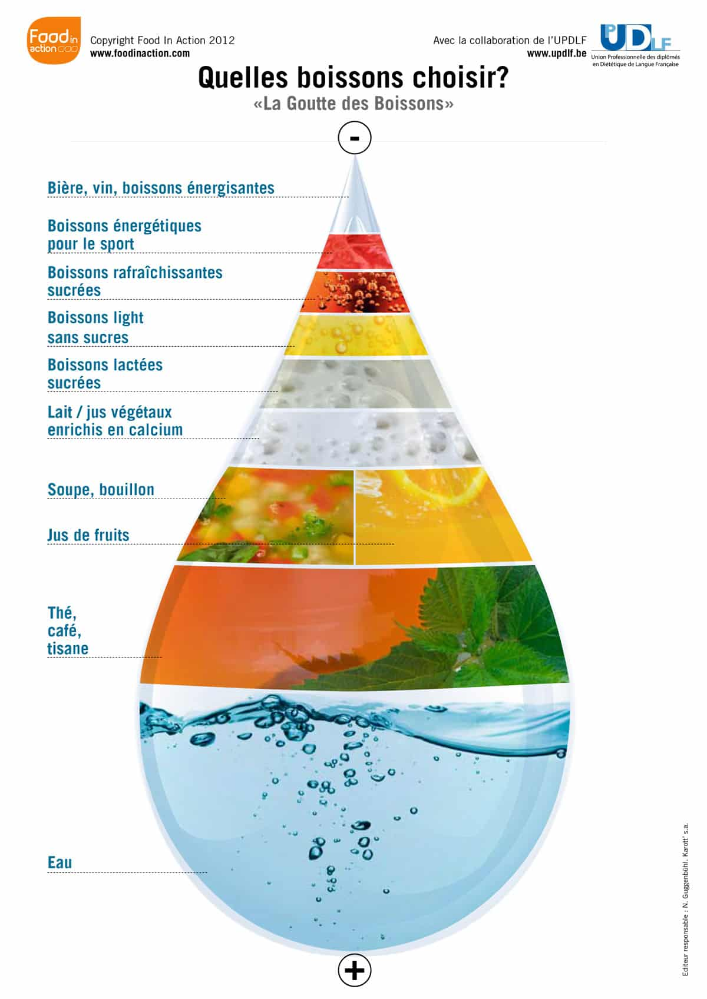 Food in
action
Copyright Food In Action 2012
www.foodinaction.com
Avec la collaboration de l'UPDLF
www.updlf.be
UPDLF
Union Professionnelle des diplômés
en Diététique de Langue Française
Quelles boissons choisir?
«La Goutte des Boissons»
-
Bière, vin, boissons énergisantes
Boissons énergétiques
pour le sport
Boissons rafraîchissantes
sucrées
Boissons light
sans sucres
Boissons lactées
sucrées
Lait / jus végétaux
enrichis en calcium
Soupe, bouillon
Jus de fruits
Thé,
café,
tisane
Eau
+
Editeur responsable : N. Guggenbühl, Karott' s.a.